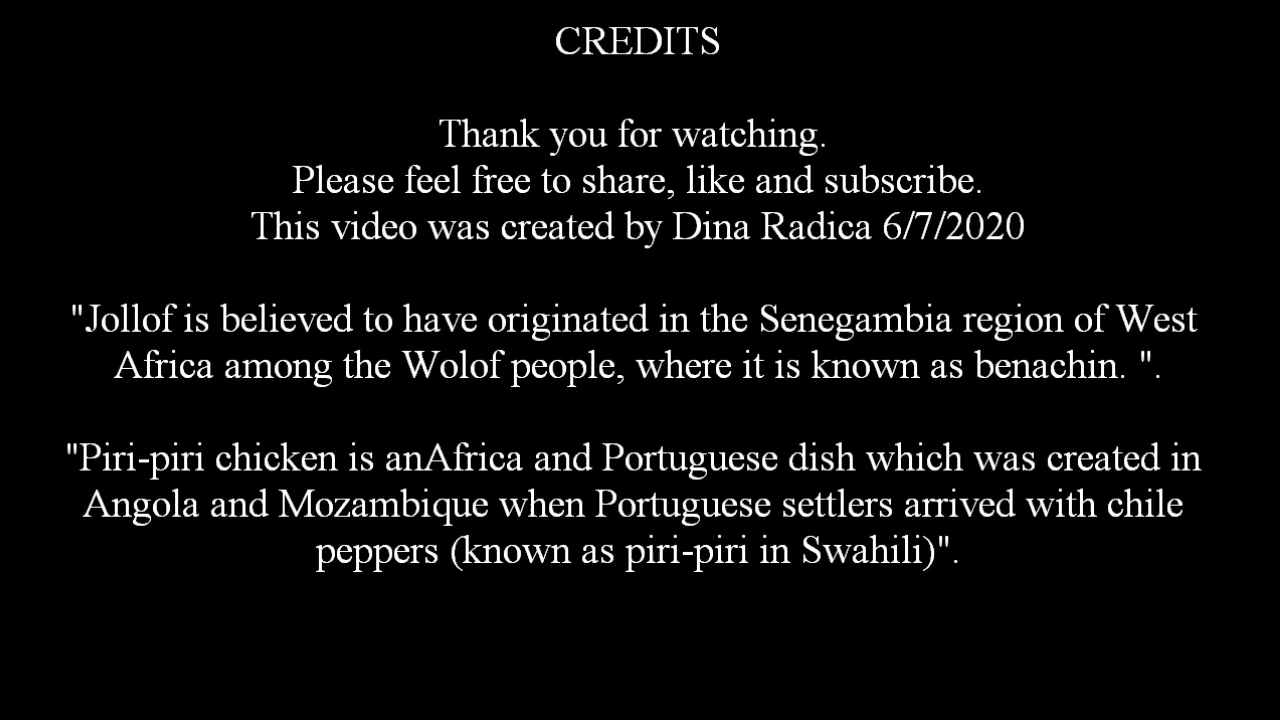 CREDITS
Thank you for watching.
Please feel free to share, like and subscribe.
This video was created by Dina Radica 6/7/2020
"Jollof is believed to have originated in the Senegambia region of West
Africa among the Wolof people, where it is known as benachin. ".
"Piri-piri chicken is anAfrica and Portuguese dish which was created in
Angola and Mozambique when Portuguese settlers arrived with chile
peppers (known as piri-piri in Swahili)".